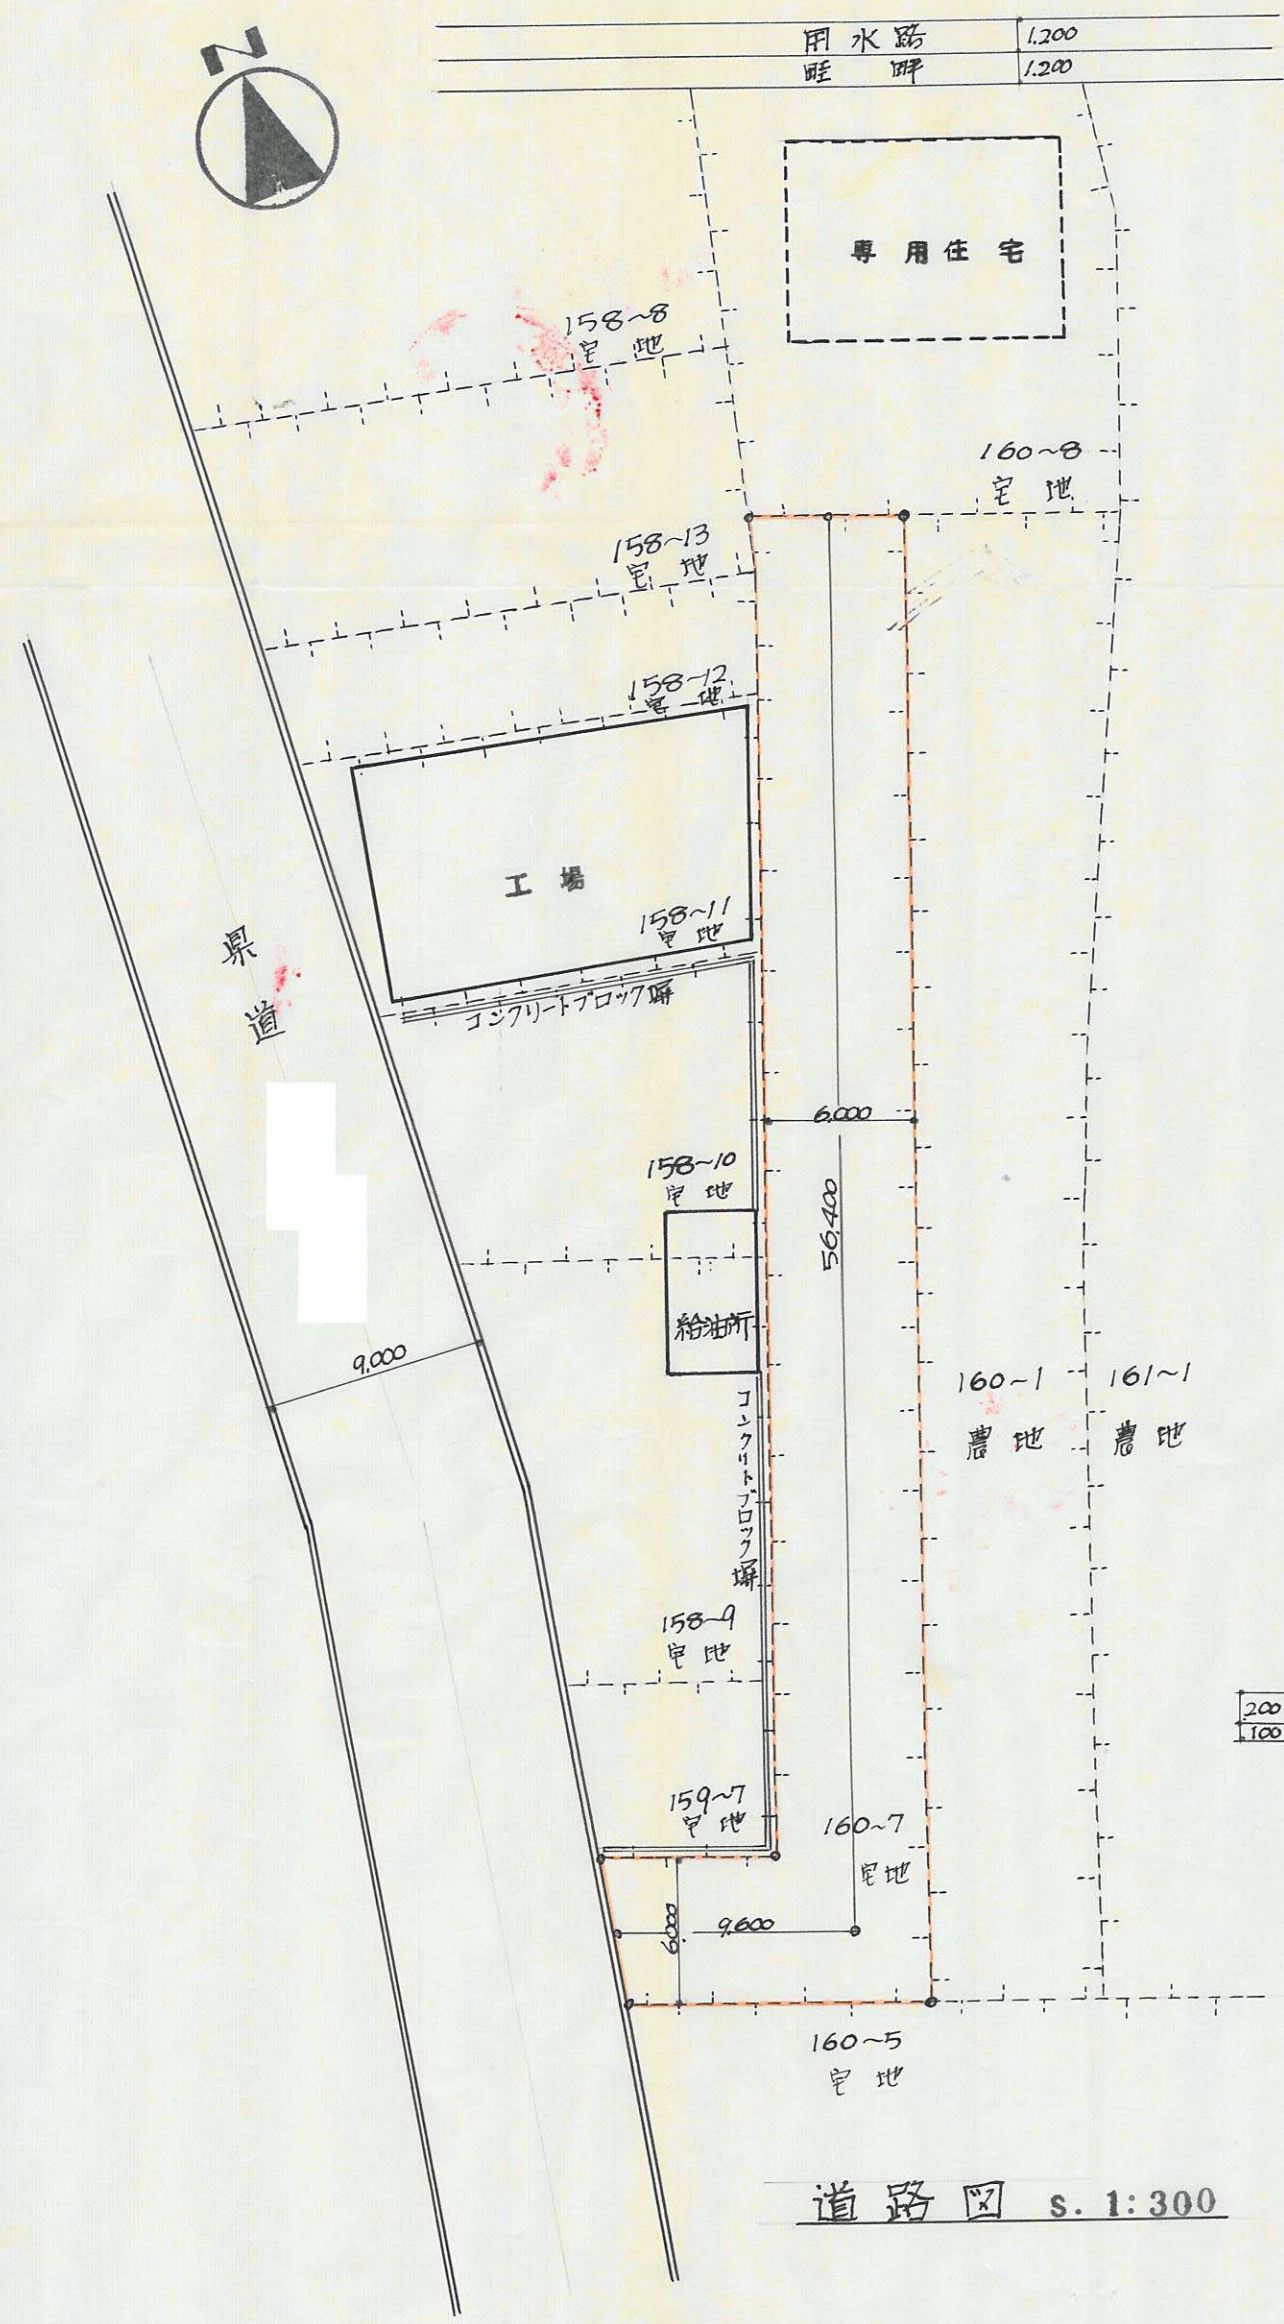 N
用水路 1.200
畦畔 1.200
専用住宅
158~8
宅地
160~8
宅地
158~13
宅地
158~12
宅地
工場
158~11
宅地
コンクリートブロック塀
県道
6.000
158~10
宅地
56.400
給油所
9.000
160~1
農地
161~1
農地
コンクリートブロック塀
158~9
宅地
.200
.100
159~7
宅地
160~7
宅地
6.000
9.600
160~5
宅地
道路図 S. 1:300